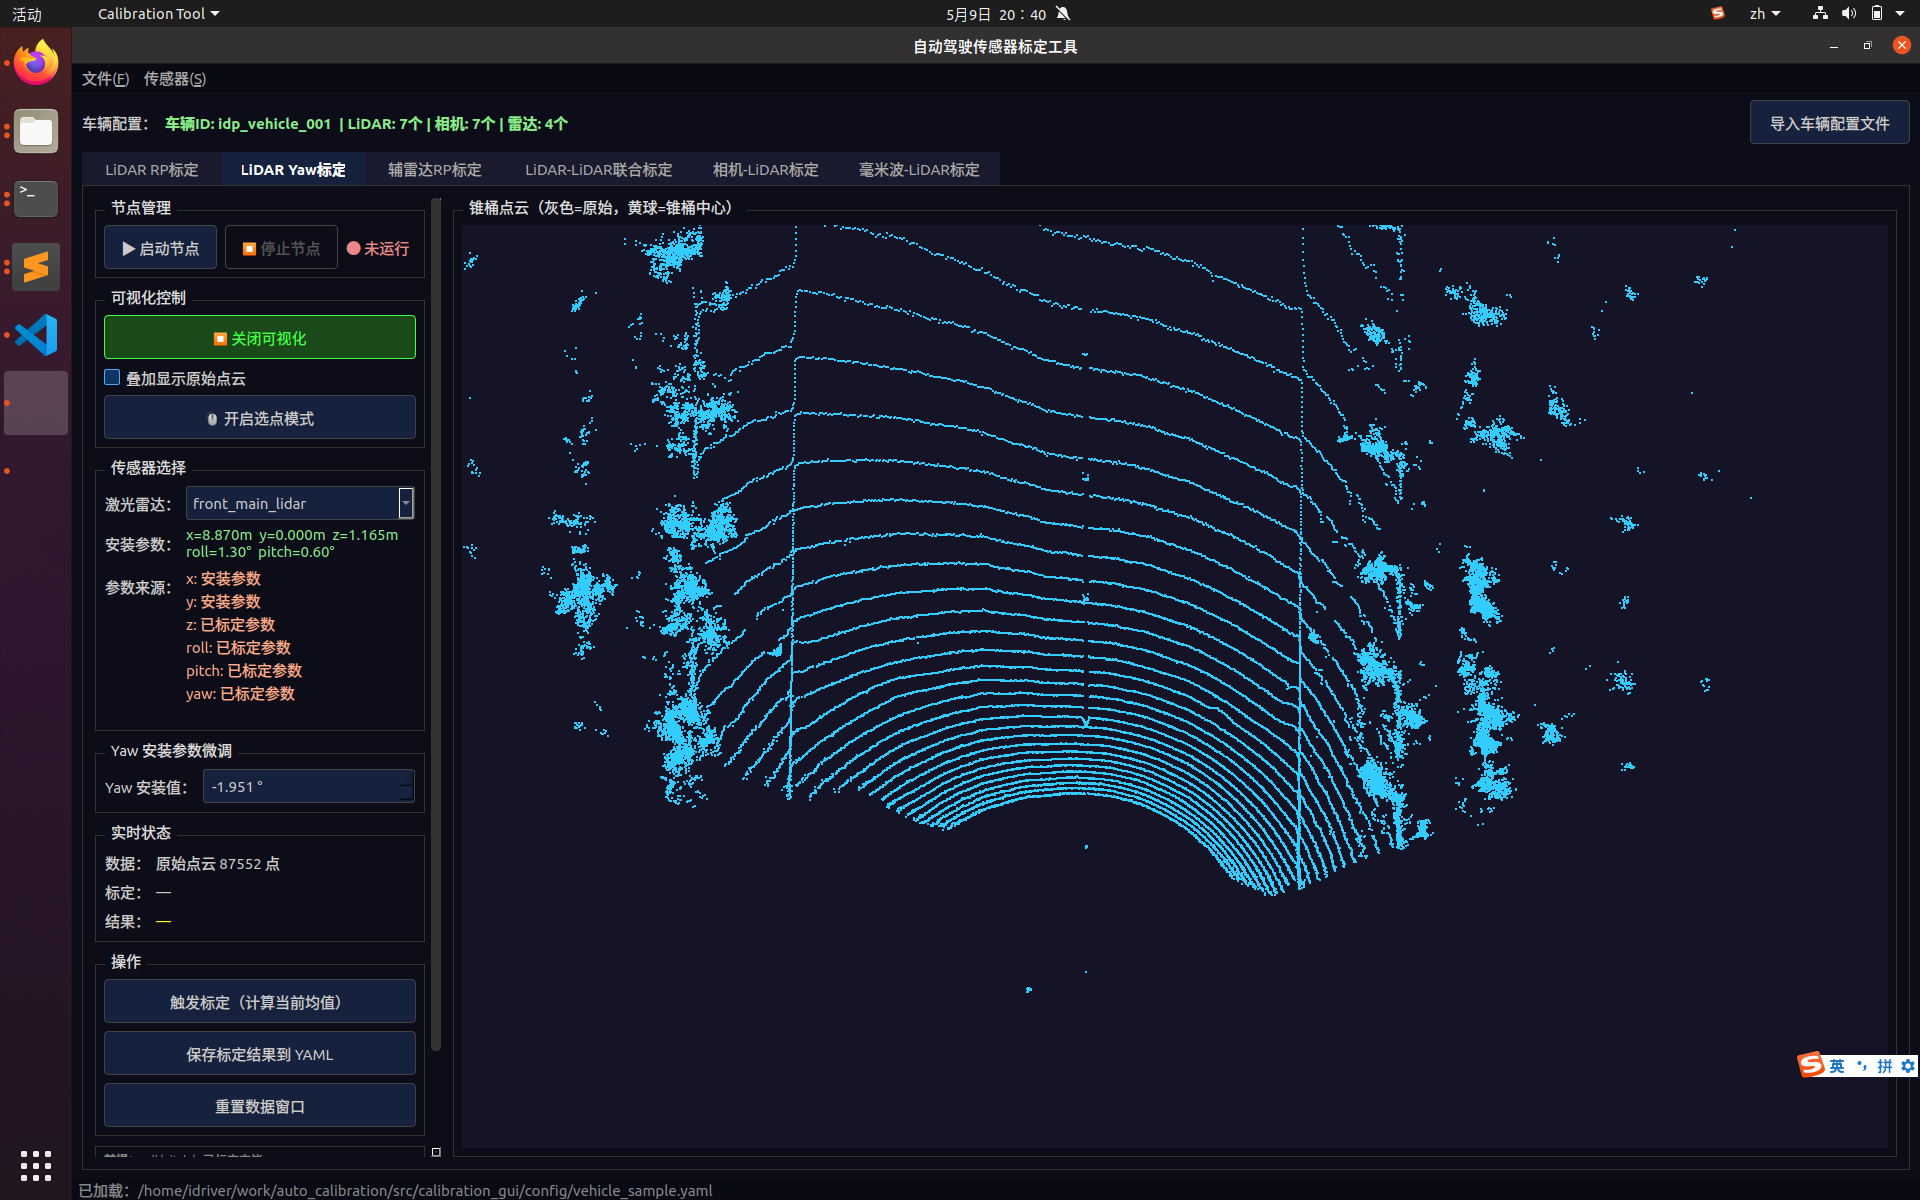 活动
Calibration Tool
5月9日 20：40
zh
自动驾驶传感器标定工具
文件(F) 传感器(S)
车辆配置： 车辆ID: idp_vehicle_001 | LiDAR: 7个 | 相机: 7个 | 雷达: 4个
导入车辆配置文件
LiDAR RP标定
LiDAR Yaw标定
辅雷达RP标定
LiDAR-LiDAR联合标定
相机-LiDAR标定
毫米波-LiDAR标定
节点管理
启动节点
停止节点
未运行
可视化控制
关闭可视化
叠加显示原始点云
开启选点模式
传感器选择
激光雷达： front_main_lidar
安装参数： x=8.870m y=0.000m z=1.165m
roll=1.30° pitch=0.60°
参数来源： x: 安装参数
y: 安装参数
z: 已标定参数
roll: 已标定参数
pitch: 已标定参数
yaw: 已标定参数
Yaw 安装参数微调
Yaw 安装值： -1.951 °
实时状态
数据： 原始点云 87552 点
标定： —
结果： —
操作
触发标定（计算当前均值）
保存标定结果到 YAML
重置数据窗口
锥桶点云（灰色=原始，黄球=锥桶中心）
英 拼
已加载：/home/idriver/work/auto_calibration/src/calibration_gui/config/vehicle_sample.yaml